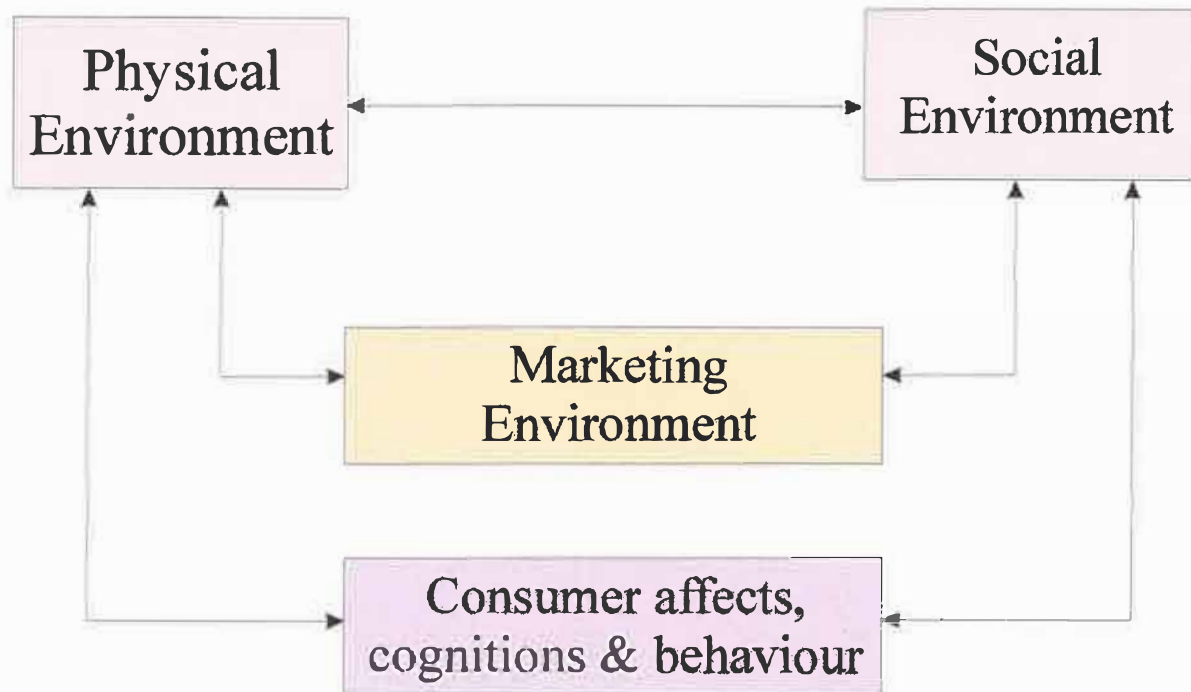 Physical
Environment
Social
Environment
Marketing
Environment
Consumer affects,
cognitions & behaviour